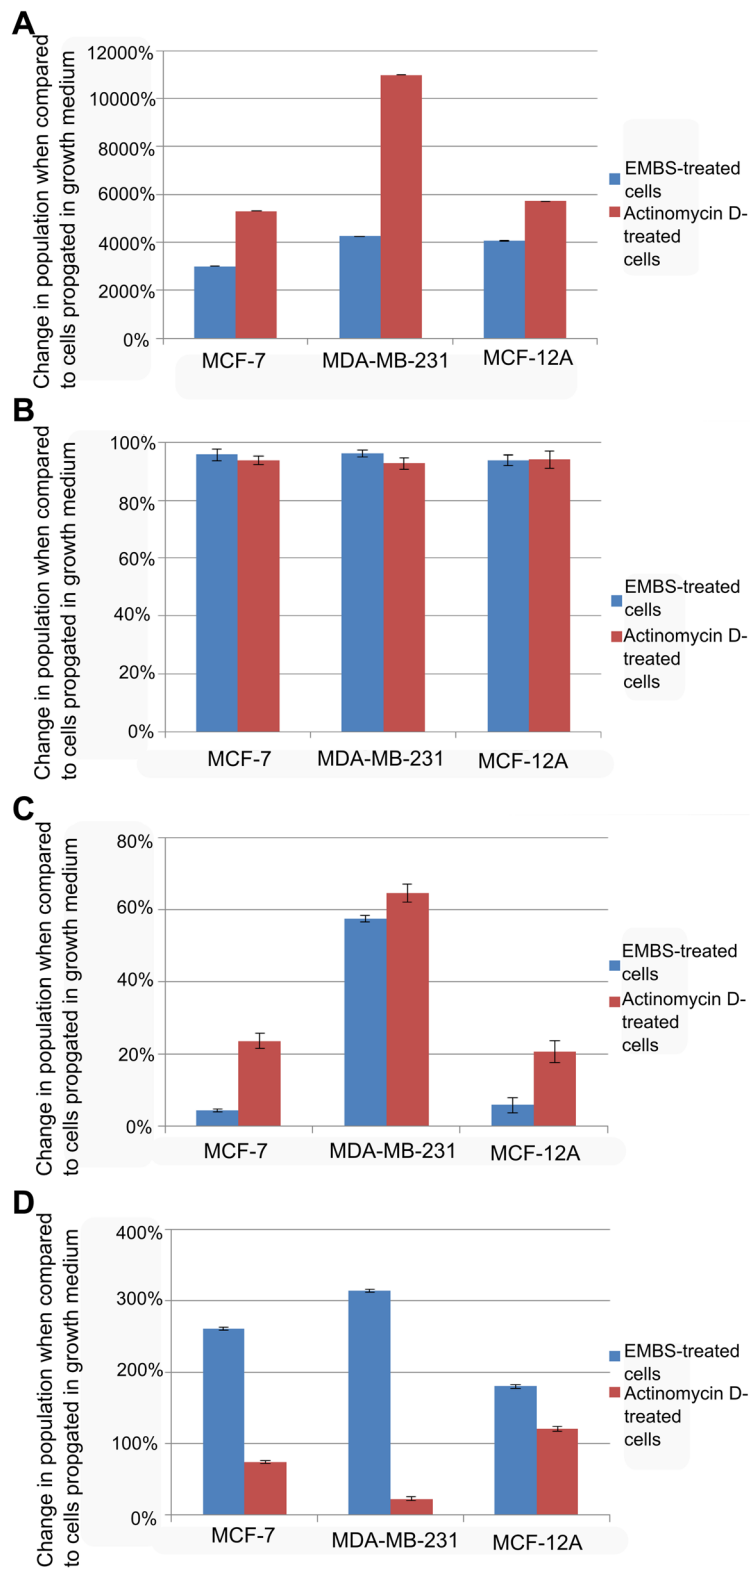 A
Change in population when compared
to cells propgated in growth medium
12000%
10000%
8000%
6000%
4000%
2000%
0%
MCF-7
MDA-MB-231
MCF-12A
EMBS-treated
cells
Actinomycin D-
treated
cells
B
Change in population when compared
to cells propgated in growth medium
100%
80%
60%
40%
20%
0%
MCF-7
MDA-MB-231
MCF-12A
EMBS-treated
cells
Actinomycin D-
treated
cells
C
Change in population when compared
to cells propgated in growth medium
80%
60%
40%
20%
0%
MCF-7
MDA-MB-231
MCF-12A
EMBS-treated
cells
Actinomycin D-
treated
cells
D
Change in population when compared
to cells propgated in growth medium
400%
300%
200%
100%
0%
MCF-7
MDA-MB-231
MCF-12A
EMBS-treated
cells
Actinomycin D-
treated
cells